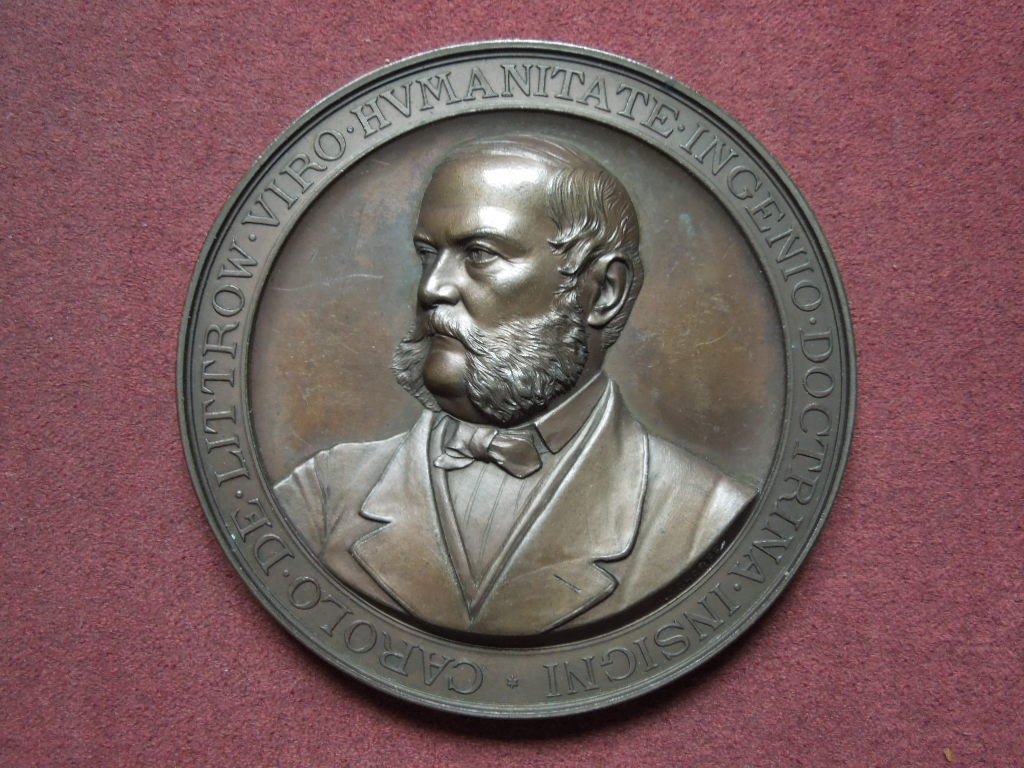 CAROLO · DE · LITTROW · VIRO · HVMANITATE · INGENIO · DOCTRINA · INSIGNI *